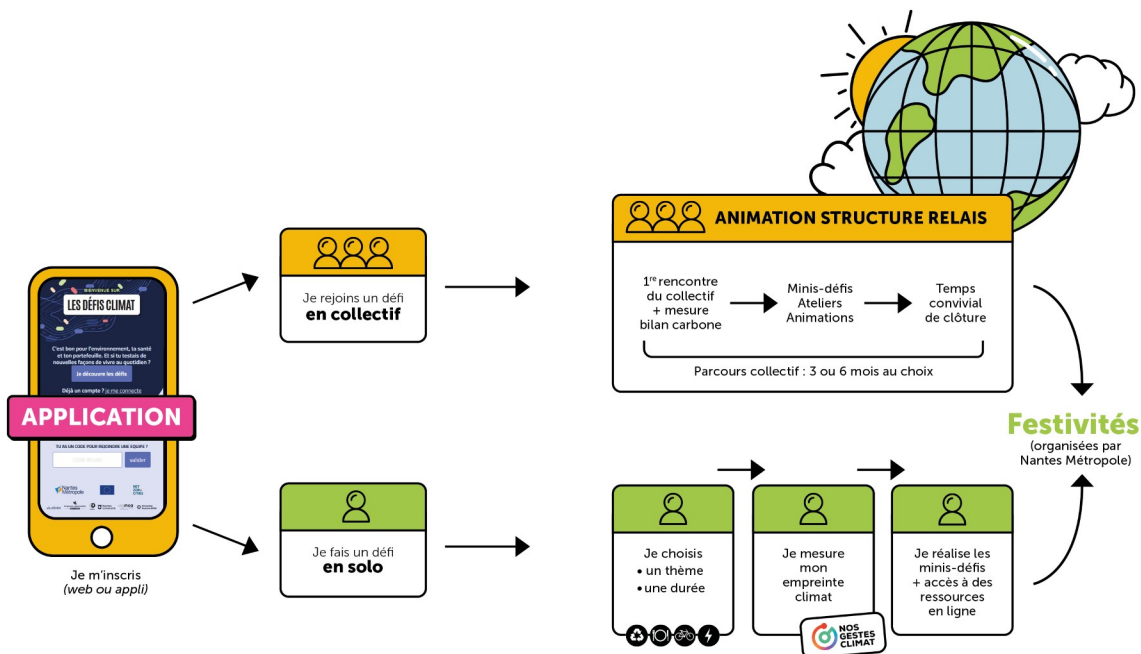 BIENVENUE SUR
LES DÉFIS CLIMAT
C'est bon pour l'environnement, ta santé
et ton portefeuille. Et si tu testais de
nouvelles façons de vivre au quotidien ?
Je découvre les défis
Déjà un compte ? je me connecte
APPLICATION
TU AS UN CODE POUR REJOINDRE UNE EQUIPE ?
valider
Nantes
Métropole
Je m'inscris
(web ou appli)
Je rejoins un défi
en collectif
Je fais un défi
en solo
ANIMATION STRUCTURE RELAIS
1re rencontre
du collectif
+ mesure
bilan carbone
Minis-défis
Ateliers
Animations
Temps
convivial
de clôture
Parcours collectif : 3 ou 6 mois au choix
Je choisis
• un thème
• une durée
Je mesure
mon
empreinte
climat
NOS
GESTES
CLIMAT
Je réalise les
minis-défis
+ accès à des
ressources
en ligne
Festivités
(organisées par
Nantes Métropole)